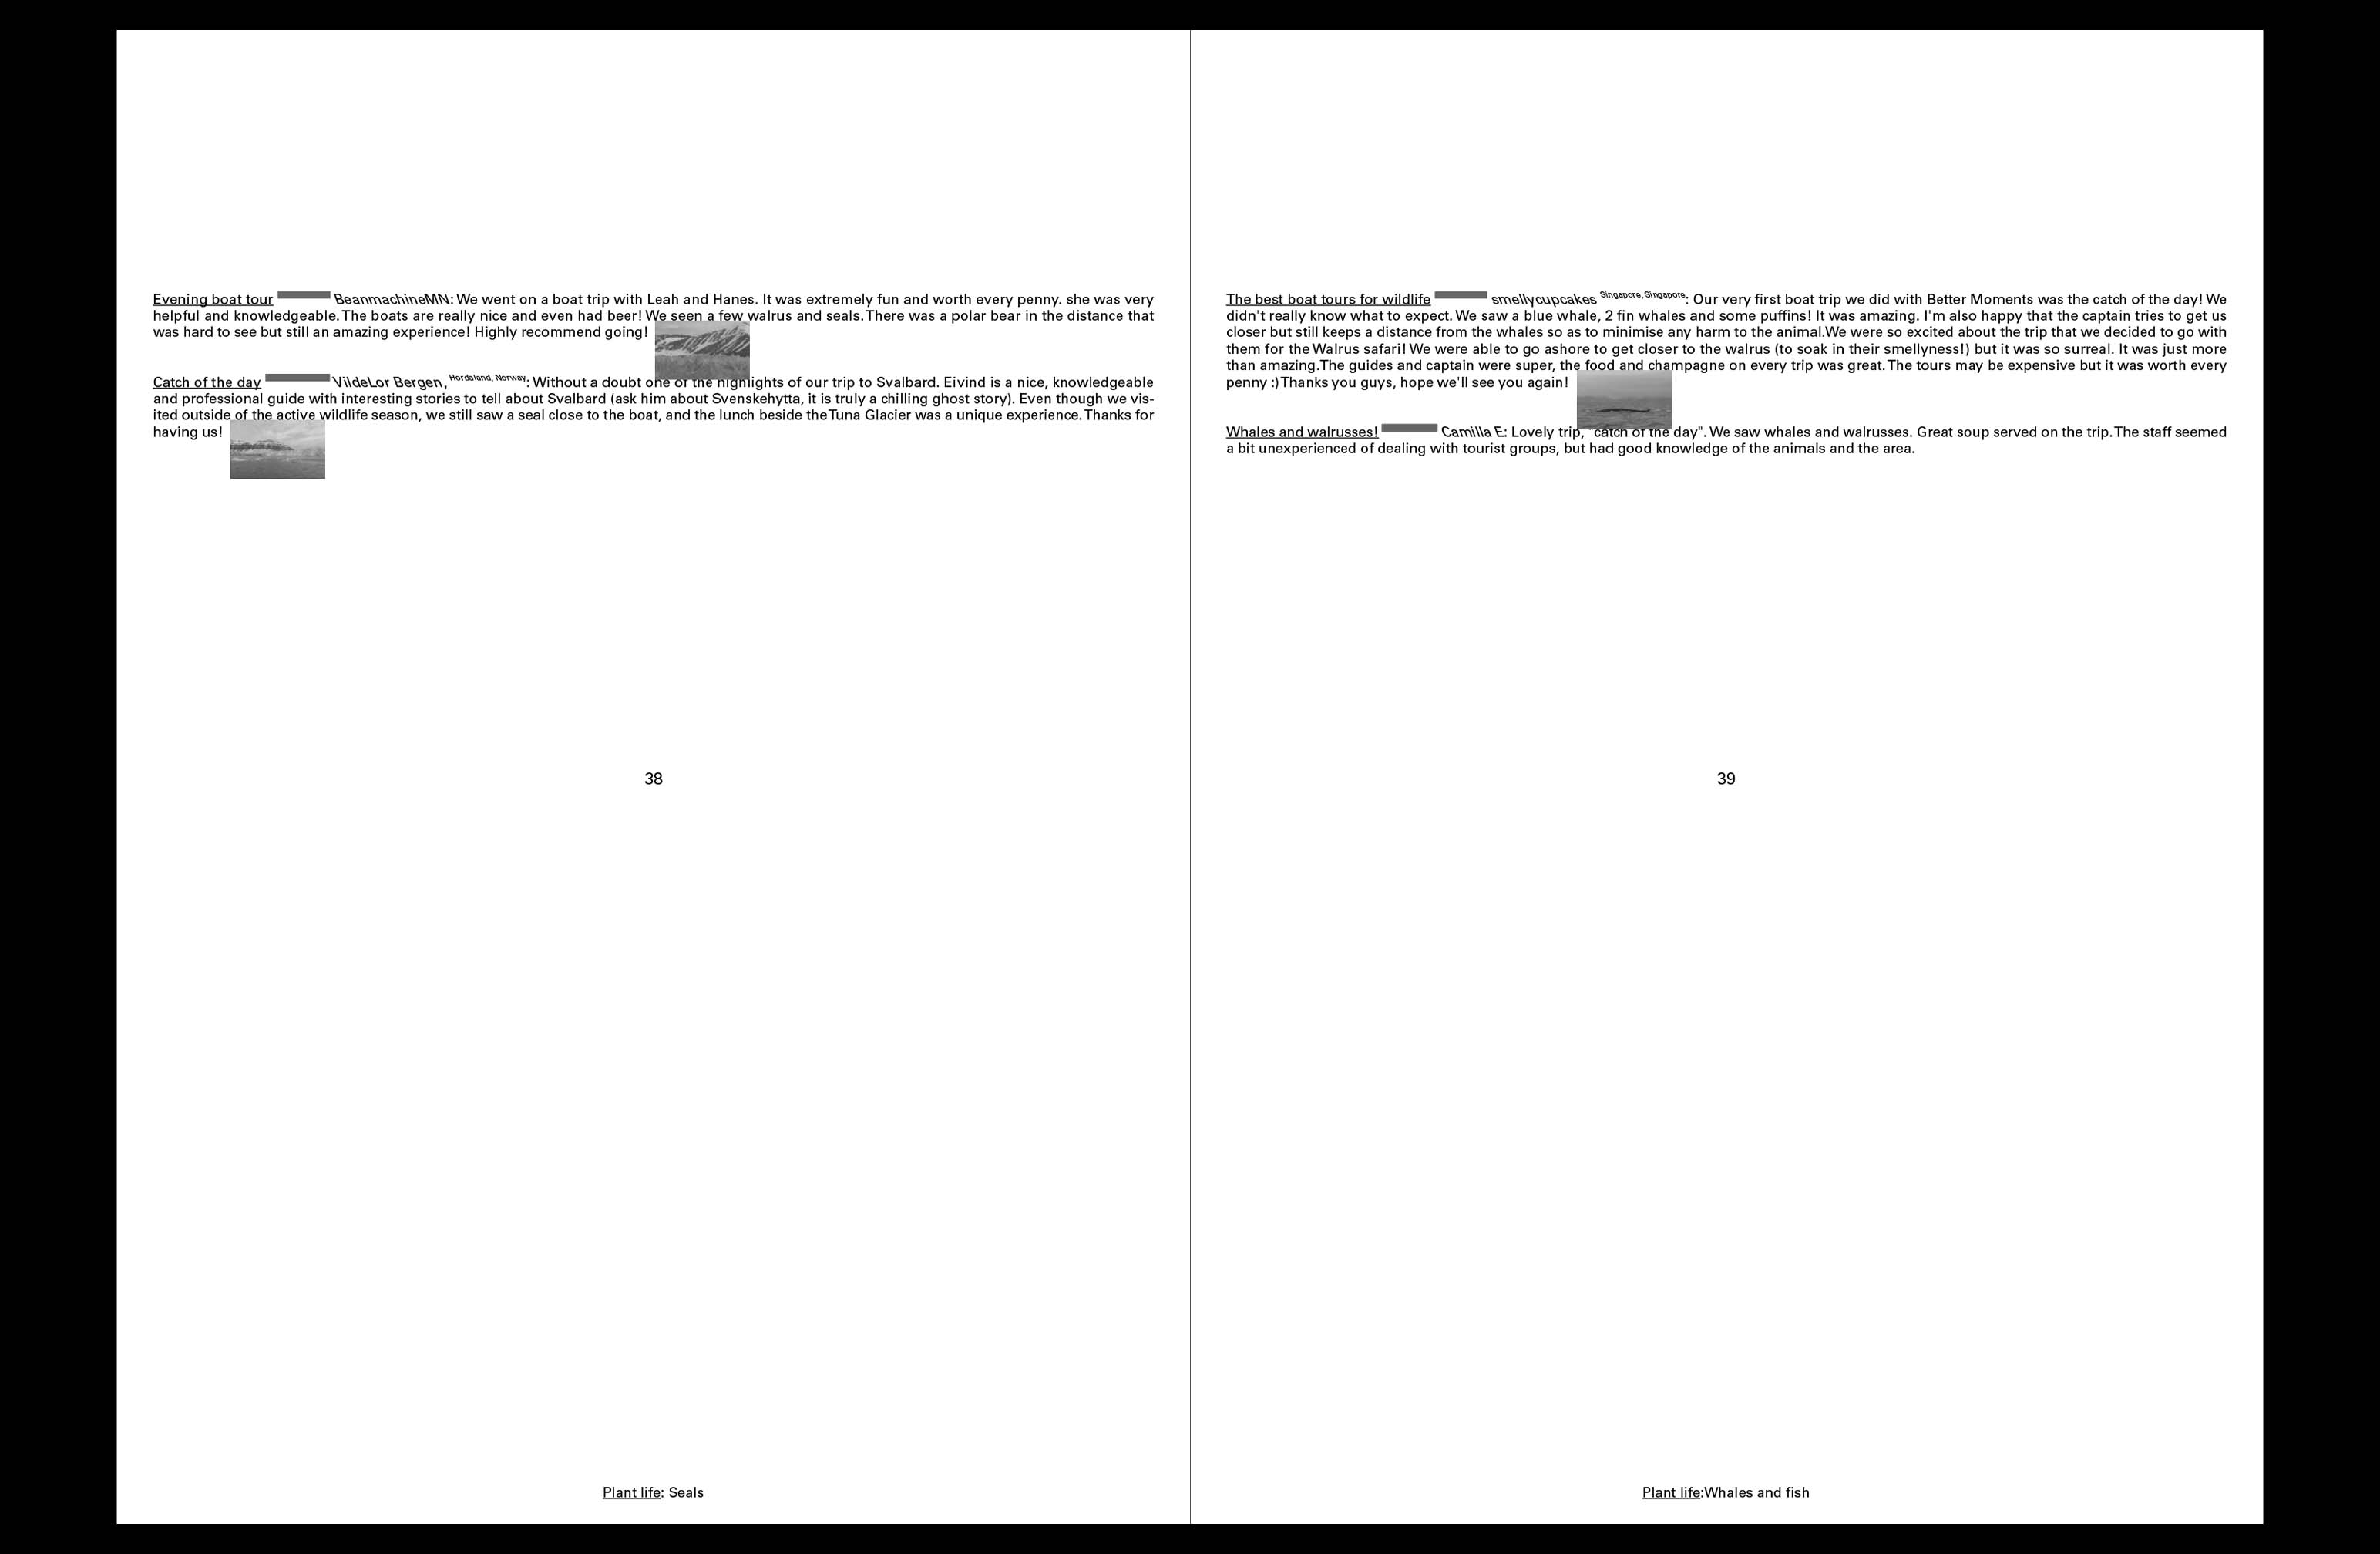 Evening boat tour BeanmachineMN: We went on a boat trip with Leah and Hanes. It was extremely fun and worth every penny. she was very
helpful and knowledgeable. The boats are really nice and even had beer! We seen a few walrus and seals. There was a polar bear in the distance that
was hard to see but still an amazing experience! Highly recommend going!
Catch of the day VildeLor Bergen, Hordaland, Norway: Without a doubt one of the highlights of our trip to Svalbard. Eivind is a nice, knowledgeable
and professional guide with interesting stories to tell about Svalbard (ask him about Svenskehytta, it is truly a chilling ghost story). Even though we vis-
ited outside of the active wildlife season, we still saw a seal close to the boat, and the lunch beside the Tuna Glacier was a unique experience. Thanks for
having us!
38
Plant life: Seals
The best boat tours for wildlife smellycupcakes Singapore, Singapore: Our very first boat trip we did with Better Moments was the catch of the day! We
didn't really know what to expect. We saw a blue whale, 2 fin whales and some puffins! It was amazing. I'm also happy that the captain tries to get us
closer but still keeps a distance from the whales so as to minimise any harm to the animal.We were so excited about the trip that we decided to go with
them for the Walrus safari! We were able to go ashore to get closer to the walrus (to soak in their smellyness!) but it was so surreal. It was just more
than amazing.The guides and captain were super, the food and champagne on every trip was great. The tours may be expensive but it was worth every
penny :) Thanks you guys, hope we'll see you again!
Whales and walrusses! Camilla E: Lovely trip, "catch of the day". We saw whales and walrusses. Great soup served on the trip. The staff seemed
a bit unexperienced of dealing with tourist groups, but had good knowledge of the animals and the area.
39
Plant life: Whales and fish